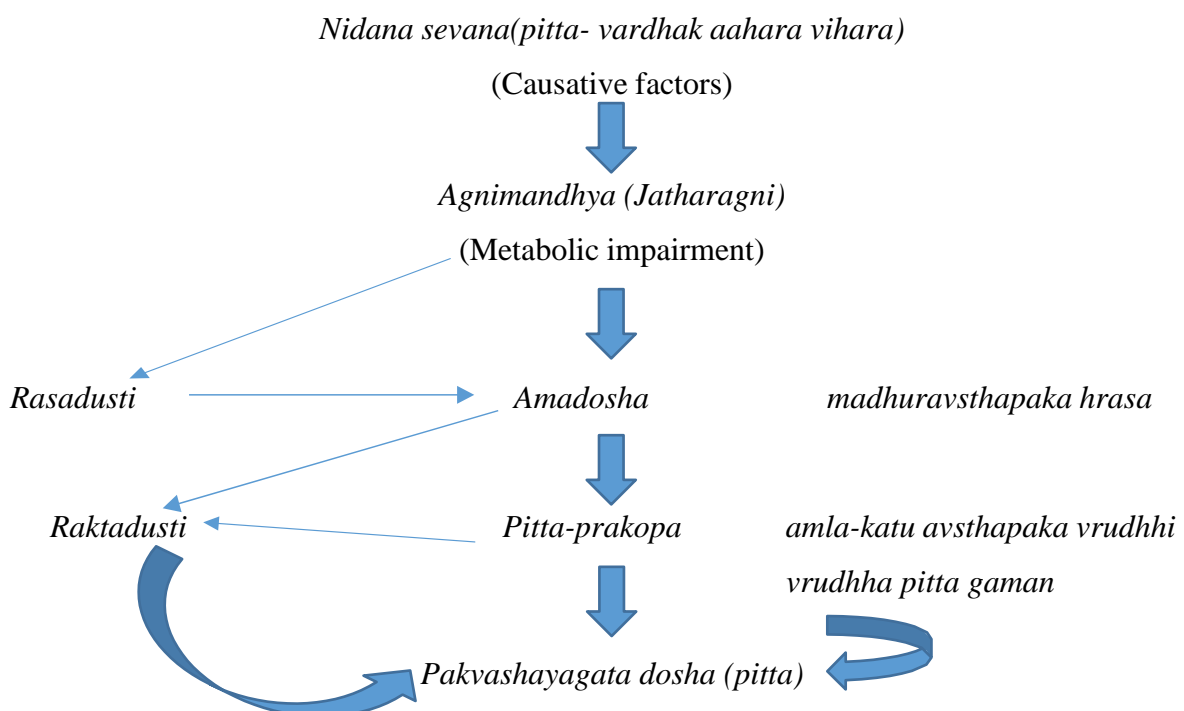 Nidana sevana(pitta- vardhak aahara vihara)
(Causative factors)
Agnimandhya (Jatharagni)
(Metabolic impairment)
Rasadusti Amadosha madhuravsthapaka hrasa
Raktadusti Pitta-prakopa amla-katu avsthapaka vrudhhi
vrudhha pitta gaman
Pakvashayagata dosha (pitta)